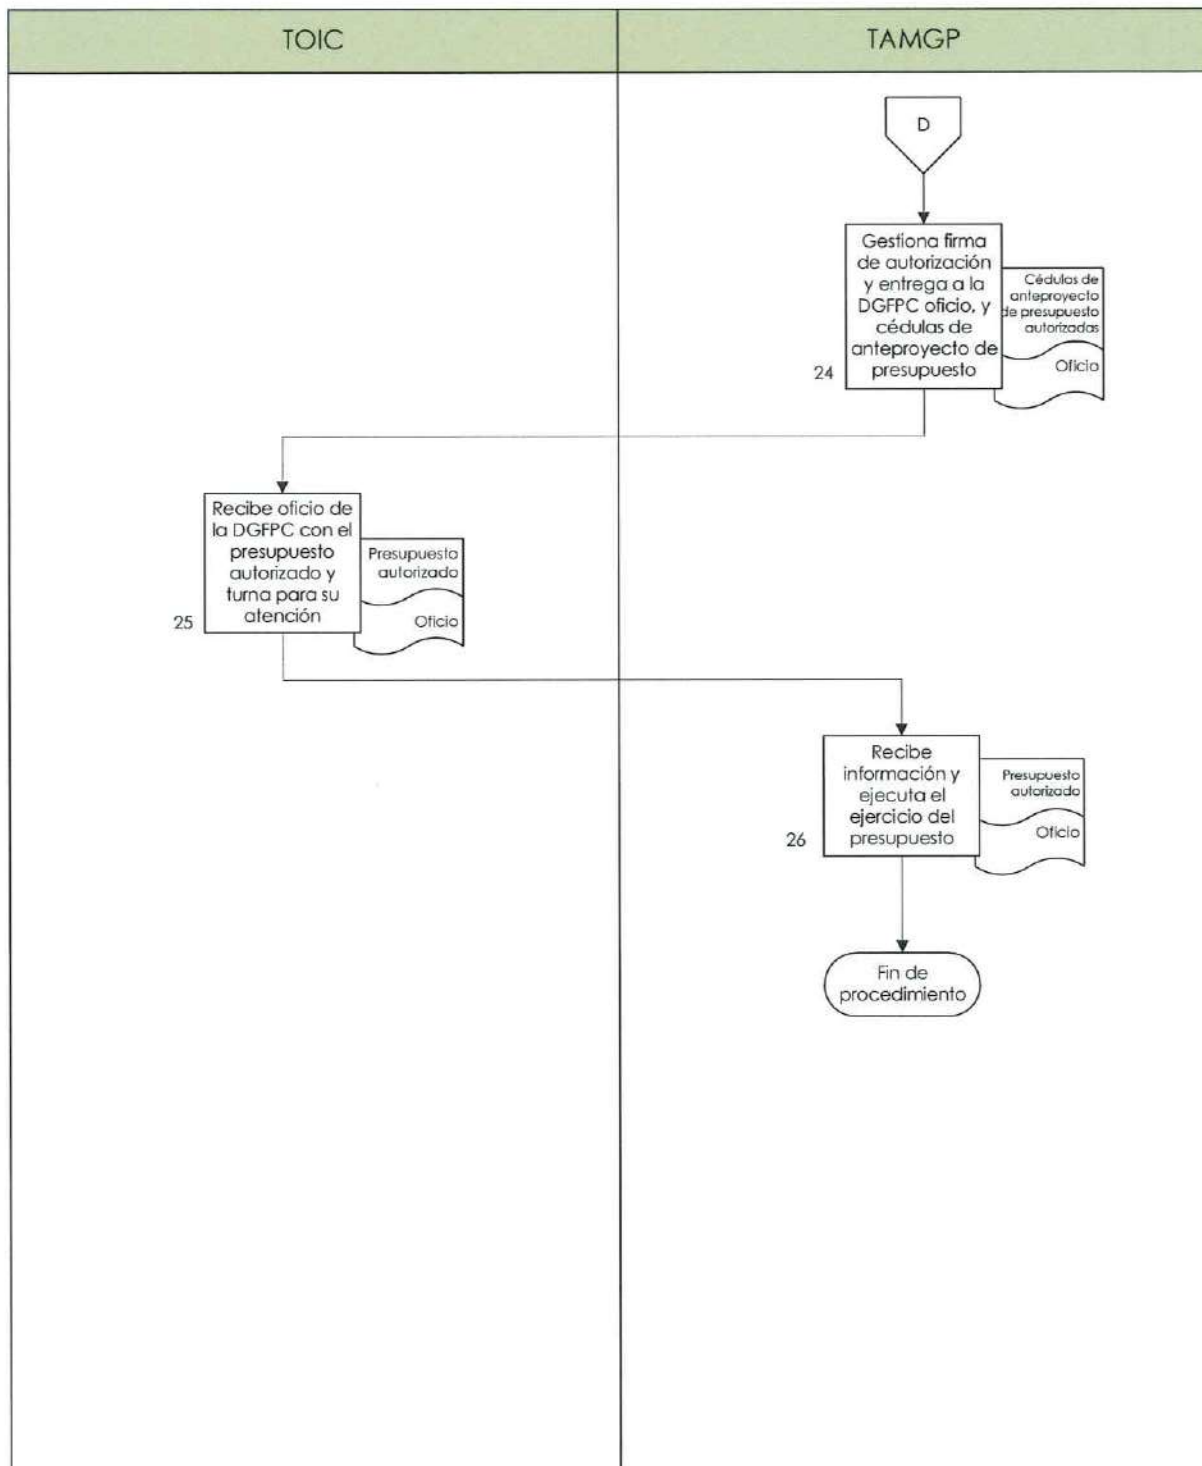 TOIC
TAMGP
D
Gestiona firma
de autorización
y entrega a la
DGFPC oficio, y
cédulas de
anteproyecto de
presupuesto
24
Cédulas de
anteproyecto
de presupuesto
autorizadas
Oficio
Recibe oficio de
la DGFPC con el
presupuesto
autorizado y
turna para su
atención
25
Presupuesto
autorizado
Oficio
Recibe
información y
ejecuta el
ejercicio del
presupuesto
26
Presupuesto
autorizado
Oficio
Fin de
procedimiento